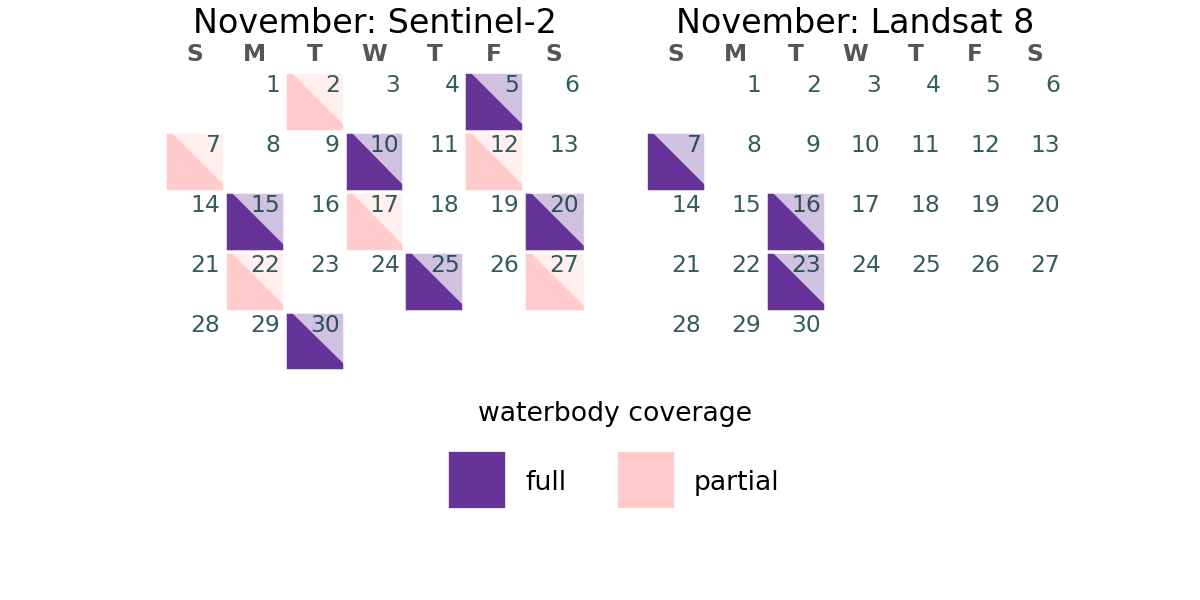 November: Sentinel-2
S M T W T F S
1 2 3 4 5 6
7 8 9 10 11 12 13
14 15 16 17 18 19 20
21 22 23 24 25 26 27
28 29 30
November: Landsat 8
S M T W T F S
1 2 3 4 5 6
7 8 9 10 11 12 13
14 15 16 17 18 19 20
21 22 23 24 25 26 27
28 29 30
waterbody coverage
full
partial